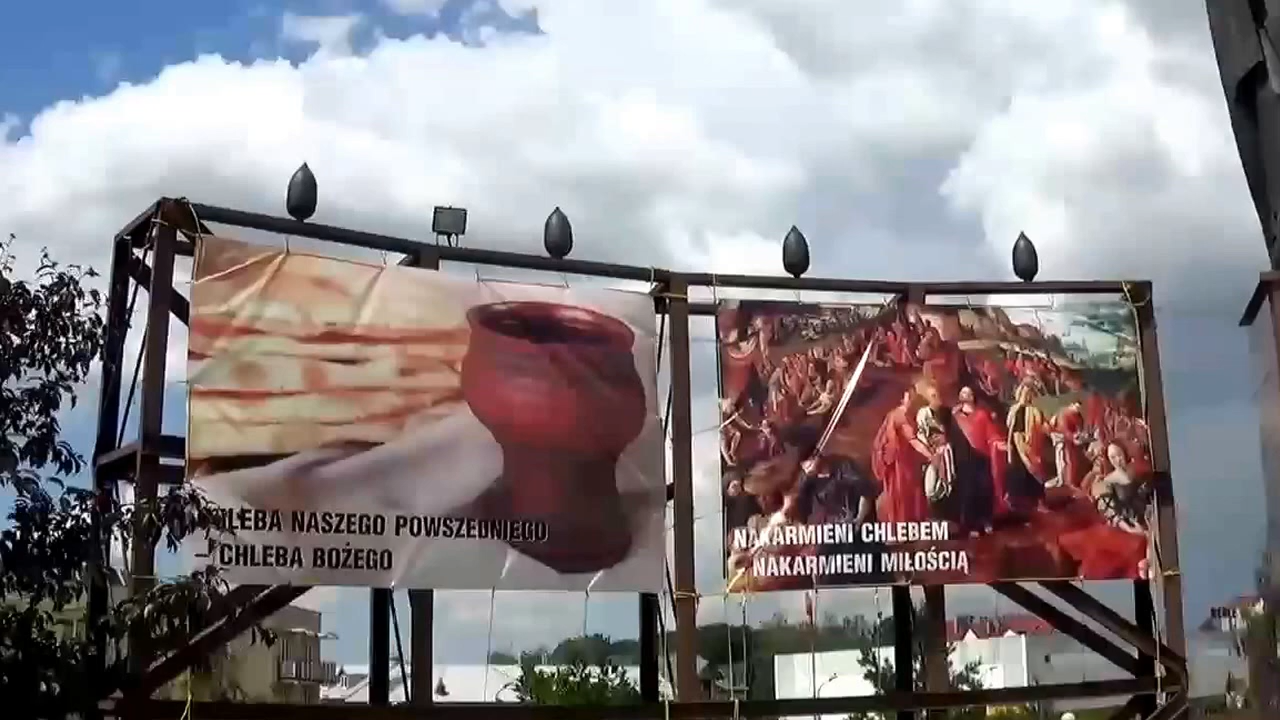 CHLEBA NASZEGO POWSZEDNIEGO
– CHLEBA BOŻEGO
NAKARMIENI CHLEBEM
– NAKARMIENI MIŁOŚCIĄ